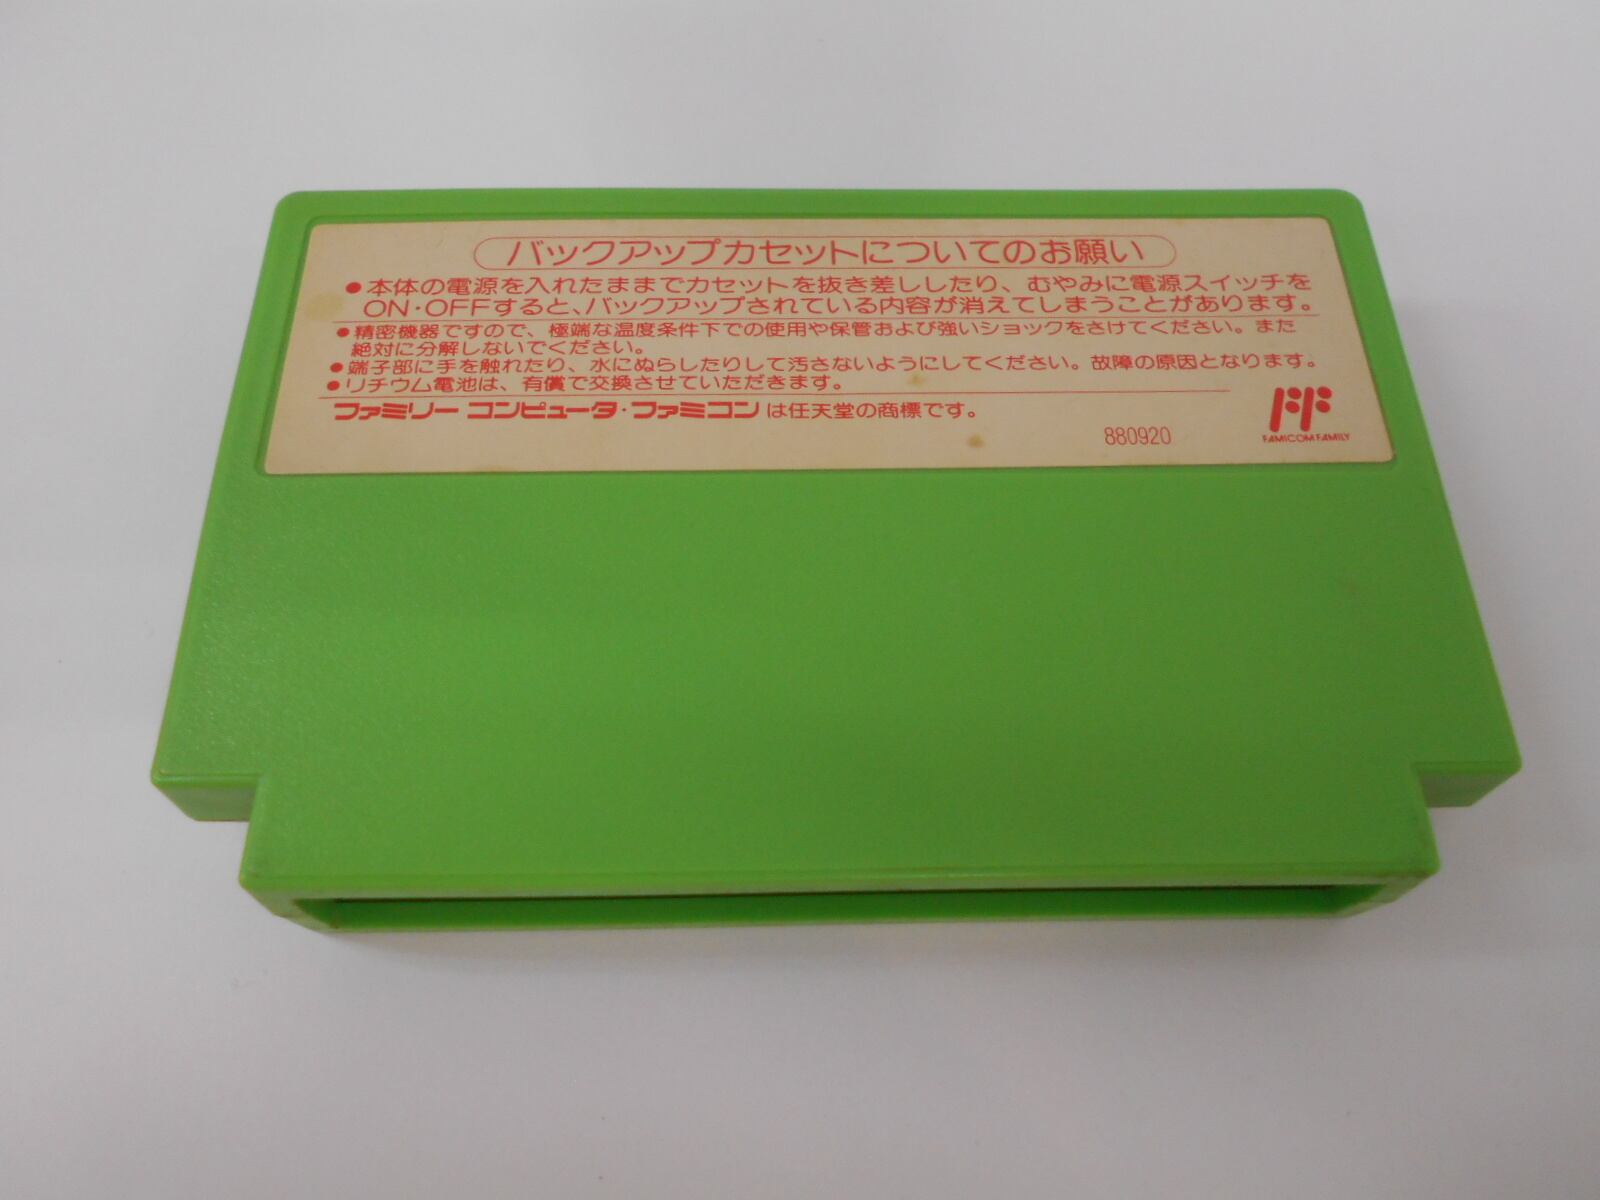 バックアップカセットについてのお願い
●本体の電源を入れたままでカセットを抜き差ししたり、むやみに電源スイッチを
ON・OFFすると、バックアップされている内容が消えてしまうことがあります。
●精密機器ですので、極端な温度条件下での使用や保管および強いショックをさけてください。また
絶対に分解しないでください。
●端子部に手を触れたり、水にぬらしたりして汚さないようにしてください。故障の原因となります。
●リチウム電池は、有償で交換させていただきます。
ファミリー コンピュータ・ファミコン は任天堂の商標です。
880920
FF
FAMICOM FAMILY